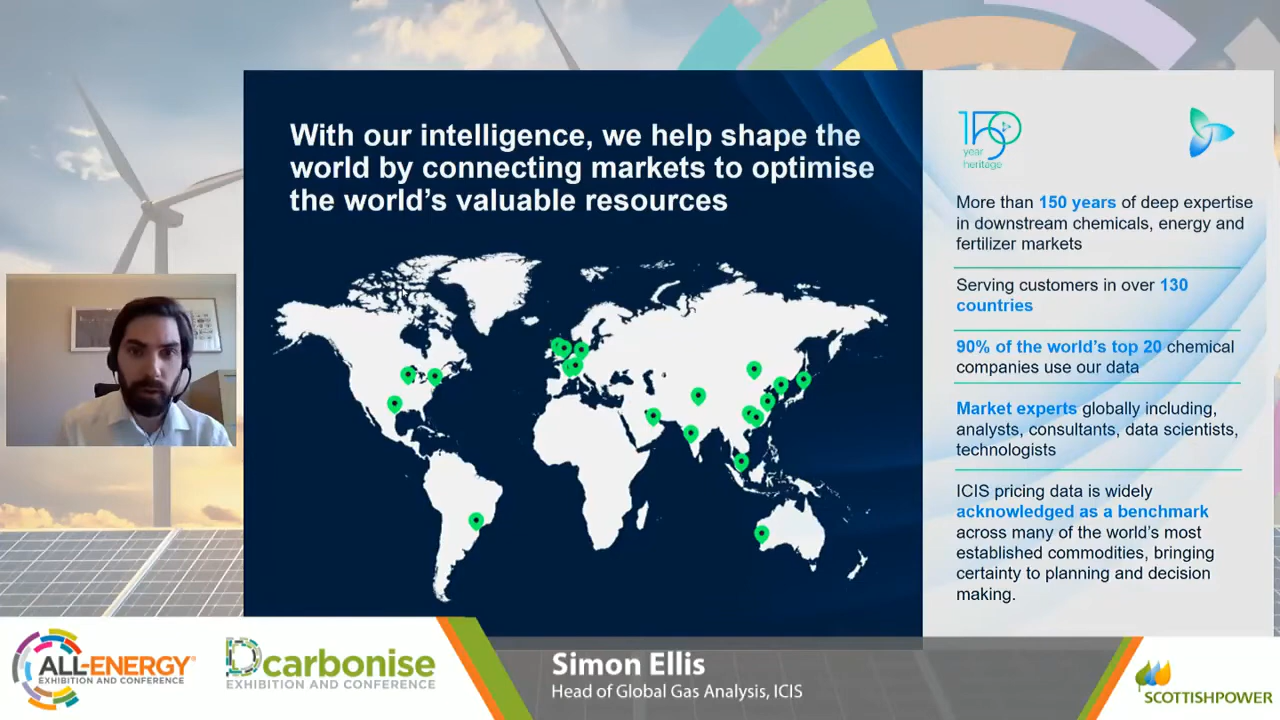 With our intelligence, we help shape the
world by connecting markets to optimise
the world's valuable resources
150
year
heritage
More than 150 years of deep expertise
in downstream chemicals, energy and
fertilizer markets
Serving customers in over 130
countries
90% of the world's top 20 chemical
companies use our data
Market experts globally including,
analysts, consultants, data scientists,
technologists
ICIS pricing data is widely
acknowledged as a benchmark
across many of the world's most
established commodities, bringing
certainty to planning and decision
making.
ALL-ENERGY®
EXHIBITION AND CONFERENCE
Dcarbonise
EXHIBITION AND CONFERENCE
Simon Ellis
Head of Global Gas Analysis, ICIS
SCOTTISHPOWER